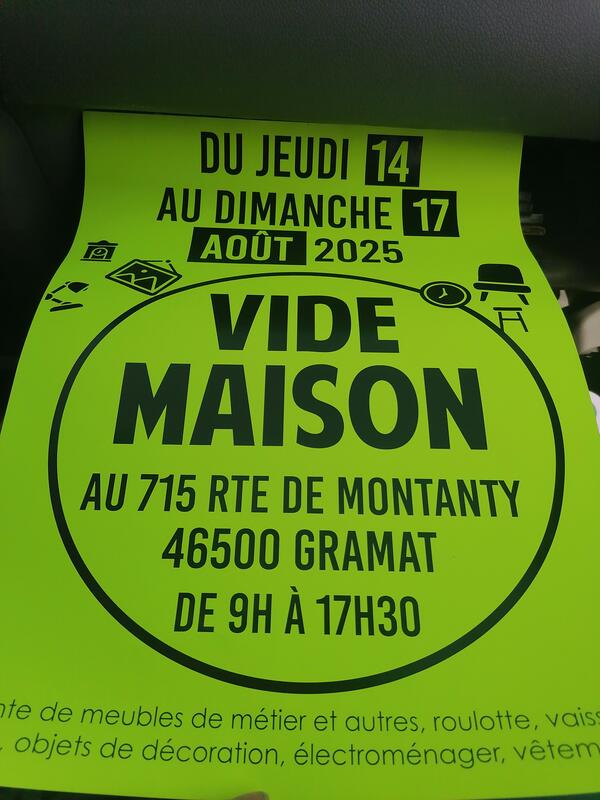 DU JEUDI 14
AU DIMANCHE 17
AOÛT 2025
VIDE
MAISON
AU 715 RTE DE MONTANTY
46500 GRAMAT
DE 9H À 17H30
de meubles de métier et autres, roulotte,
, objets de décoration, électroménager,